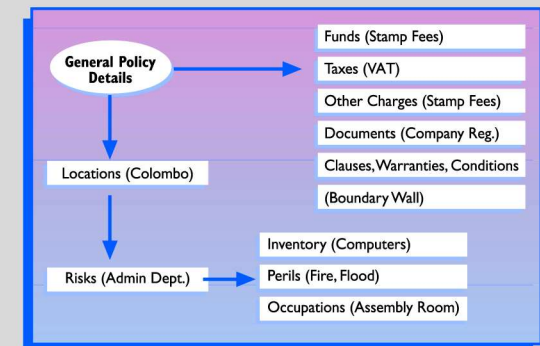 General Policy
Details
Funds (Stamp Fees)
Taxes (VAT)
Other Charges (Stamp Fees)
Documents (Company Reg.)
Clauses, Warranties, Conditions
(Boundary Wall)
Locations (Colombo)
Risks (Admin Dept.)
Inventory (Computers)
Perils (Fire, Flood)
Occupations (Assembly Room)